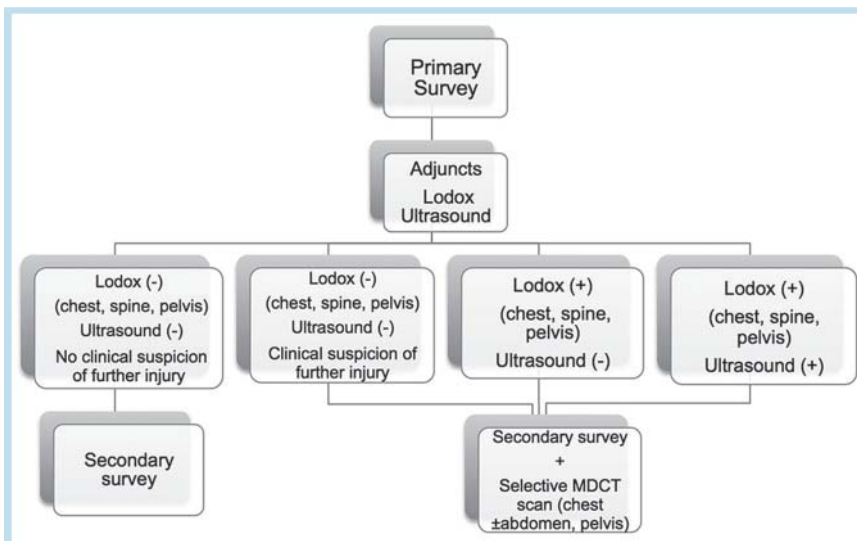 Primary
Survey
Adjuncts
Lodox
Ultrasound
Lodox (-)
(chest, spine, pelvis)
Ultrasound (-)
No clinical suspicion
of further injury
Lodox (-)
(chest, spine, pelvis)
Ultrasound (-)
Clinical suspicion of
further injury
Lodox (+)
(chest, spine,
pelvis)
Ultrasound (-)
Lodox (+)
(chest, spine,
pelvis)
Ultrasound (+)
Secondary
survey
Secondary survey
+
Selective MDCT
scan (chest
±abdomen, pelvis)